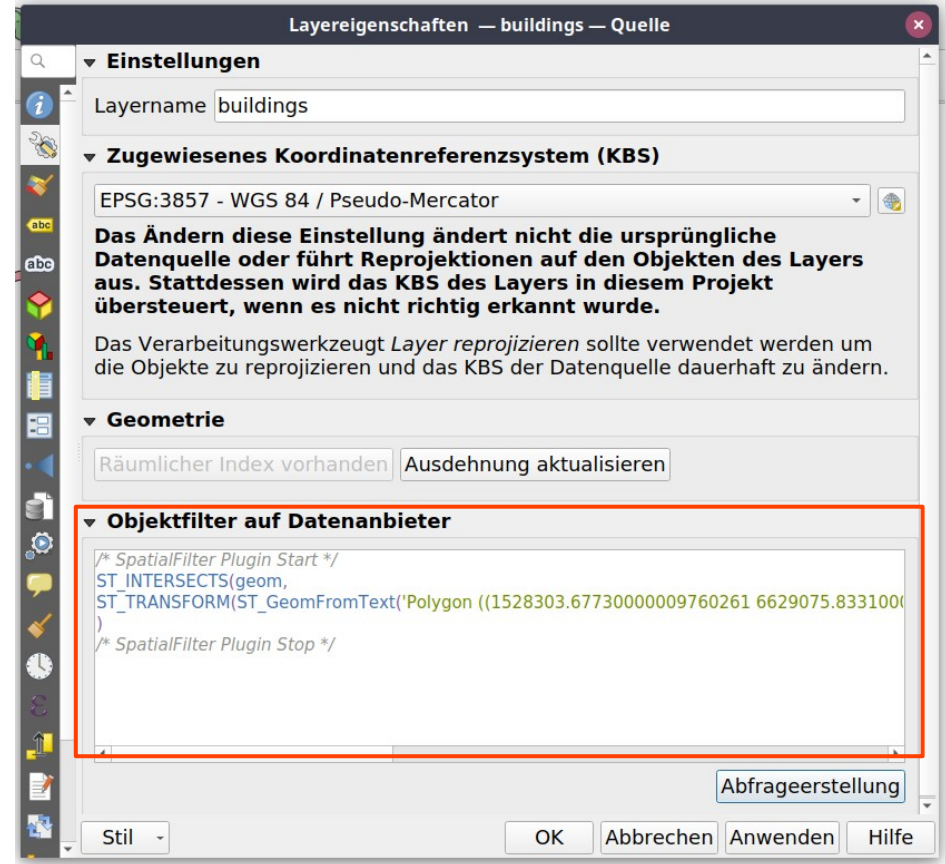 Layereigenschaften — buildings — Quelle
Einstellungen
Layername buildings
Zugewiesenes Koordinatenreferenzsystem (KBS)
EPSG:3857 - WGS 84 / Pseudo-Mercator
Das Ändern diese Einstellung ändert nicht die ursprüngliche
Datenquelle oder führt Reprojektionen auf den Objekten des Layers
aus. Stattdessen wird das KBS des Layers in diesem Projekt
übersteuert, wenn es nicht richtig erkannt wurde.
Das Verarbeitungswerkzeugt Layer reprojizieren sollte verwendet werden um
die Objekte zu reprojizieren und das KBS der Datenquelle dauerhaft zu ändern.
Geometrie
Räumlicher Index vorhanden Ausdehnung aktualisieren
Objektfilter auf Datenanbieter
/* SpatialFilter Plugin Start */
ST_INTERSECTS(geom,
ST_TRANSFORM(ST_GeomFromText('Polygon ((1528303.67730000009760261 6629075.8331000
)
/* SpatialFilter Plugin Stop */
Abfrageerstellung
Stil OK Abbrechen Anwenden Hilfe
abc
abc